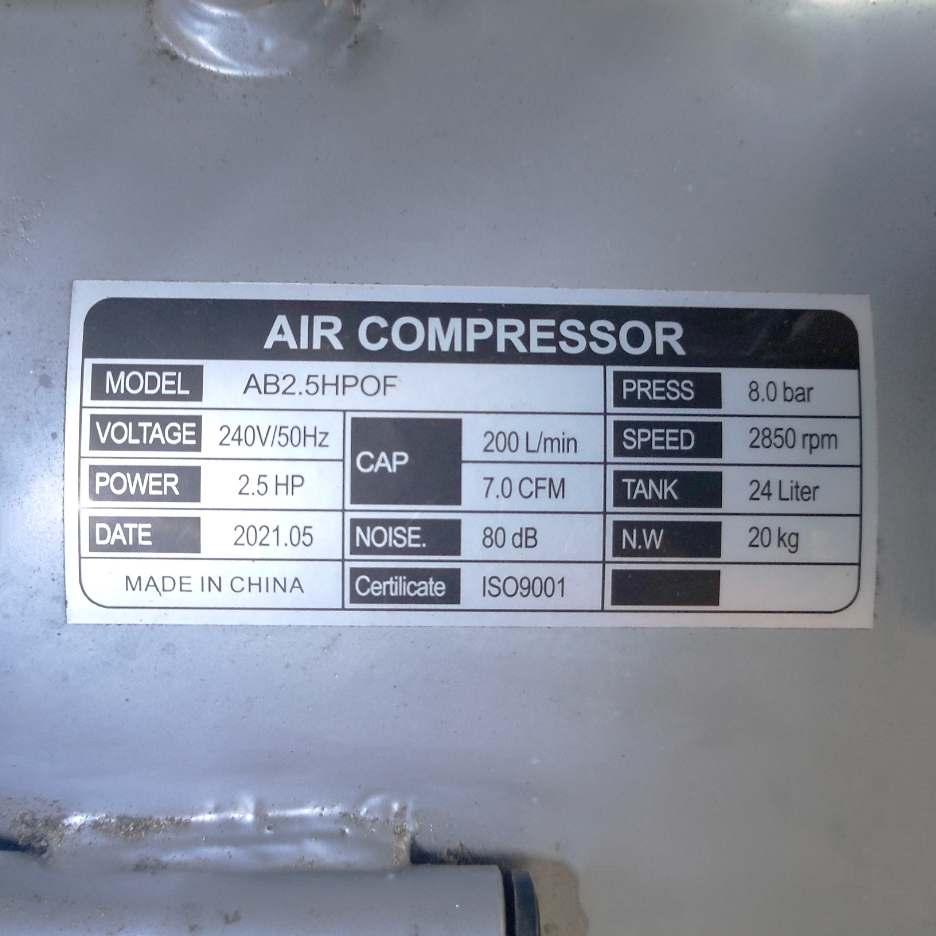 AIR COMPRESSOR
MODEL AB2.5HPOF PRESS 8.0 bar
VOLTAGE 240V/50Hz CAP 200 L/min SPEED 2850 rpm
POWER 2.5 HP 7.0 CFM TANK 24 Liter
DATE 2021.05 NOISE. 80 dB N.W 20 kg
MADE IN CHINA Certilicate ISO9001